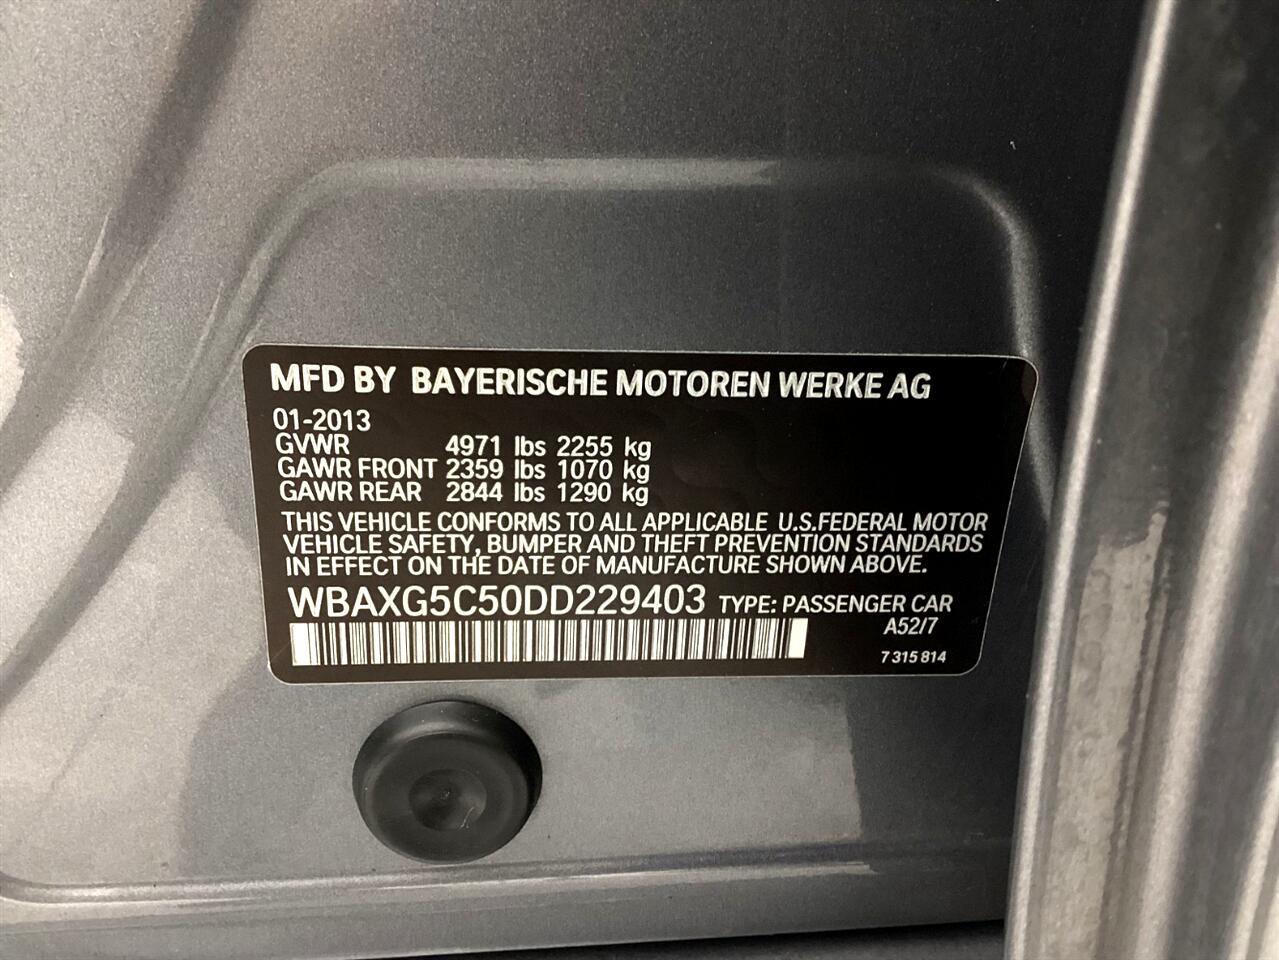 MFD BY BAYERISCHE MOTOREN WERKE AG
01-2013
GVWR 4971 lbs 2255 kg
GAWR FRONT 2359 lbs 1070 kg
GAWR REAR 2844 lbs 1290 kg
THIS VEHICLE CONFORMS TO ALL APPLICABLE U.S.FEDERAL MOTOR
VEHICLE SAFETY, BUMPER AND THEFT PREVENTION STANDARDS
IN EFFECT ON THE DATE OF MANUFACTURE SHOWN ABOVE.
WBAXG5C50DD229403 TYPE: PASSENGER CAR
A52/7
7 315 814